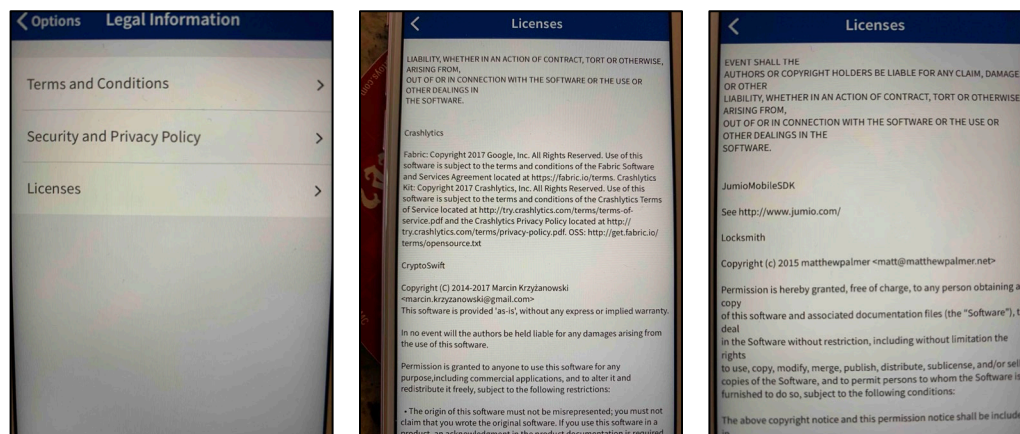 Options
Legal Information
Terms and Conditions
Security and Privacy Policy
Licenses
Licenses
LIABILITY, WHETHER IN AN ACTION OF CONTRACT, TORT OR OTHERWISE,
ARISING FROM,
OUT OF OR IN CONNECTION WITH THE SOFTWARE OR THE USE OR
OTHER DEALINGS IN
THE SOFTWARE.
Crashlytics
Fabric: Copyright 2017 Google, Inc. All Rights Reserved. Use of this
software is subject to the terms and conditions of the Fabric Software
and Services Agreement located at https://fabric.io/terms. Crashlytics
Kit: Copyright 2017 Crashlytics, Inc. All Rights Reserved. Use of this
software is subject to the terms and conditions of the Crashlytics Terms
of Service located at http://try.crashlytics.com/terms/terms-of-
service.pdf and the Crashlytics Privacy Policy located at http://
try.crashlytics.com/terms/privacy-policy.pdf. OSS: http://get.fabric.io/
terms/opensource.txt
CryptoSwift
Copyright (C) 2014-2017 Marcin Krzyżanowski
<marcin.krzyzanowski@gmail.com>
This software is provided 'as-is', without any express or implied warranty.
In no event will the authors be held liable for any damages arising from
the use of this software.
Permission is granted to anyone to use this software for any
purpose,including commercial applications, and to alter it and
redistribute it freely, subject to the following restrictions:
• The origin of this software must not be misrepresented; you must not
claim that you wrote the original software. If you use this software in a
product, an acknowledgment in the product documentation is required
Licenses
EVENT SHALL THE
AUTHORS OR COPYRIGHT HOLDERS BE LIABLE FOR ANY CLAIM, DAMAGE
OR OTHER
LIABILITY, WHETHER IN AN ACTION OF CONTRACT, TORT OR OTHERWISE
ARISING FROM,
OUT OF OR IN CONNECTION WITH THE SOFTWARE OR THE USE OR
OTHER DEALINGS IN THE
SOFTWARE.
JumioMobileSDK
See http://www.jumio.com/
Locksmith
Copyright (c) 2015 matthewpalmer <matt@matthewpalmer.net>
Permission is hereby granted, free of charge, to any person obtaining a
copy
of this software and associated documentation files (the "Software"), t
deal
in the Software without restriction, including without limitation the
rights
to use, copy, modify, merge, publish, distribute, sublicense, and/or sell
copies of the Software, and to permit persons to whom the Software is
furnished to do so, subject to the following conditions:
The above copyright notice and this permission notice shall be include
in